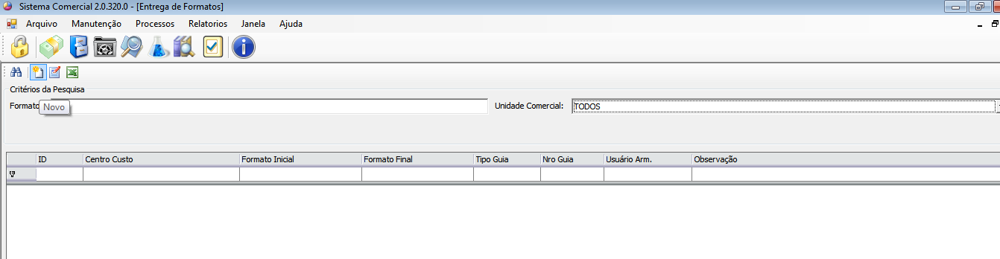 Sistema Comercial 2.0.320.0 - [Entrega de Formatos]
Arquivo Manutenção Processos Relatorios Janela Ajuda
Critérios da Pesquisa
Formato Novo Unidade Comercial: TODOS
ID Centro Custo Formato Inicial Formato Final Tipo Guia Nro Guia Usuário Arm. Observação